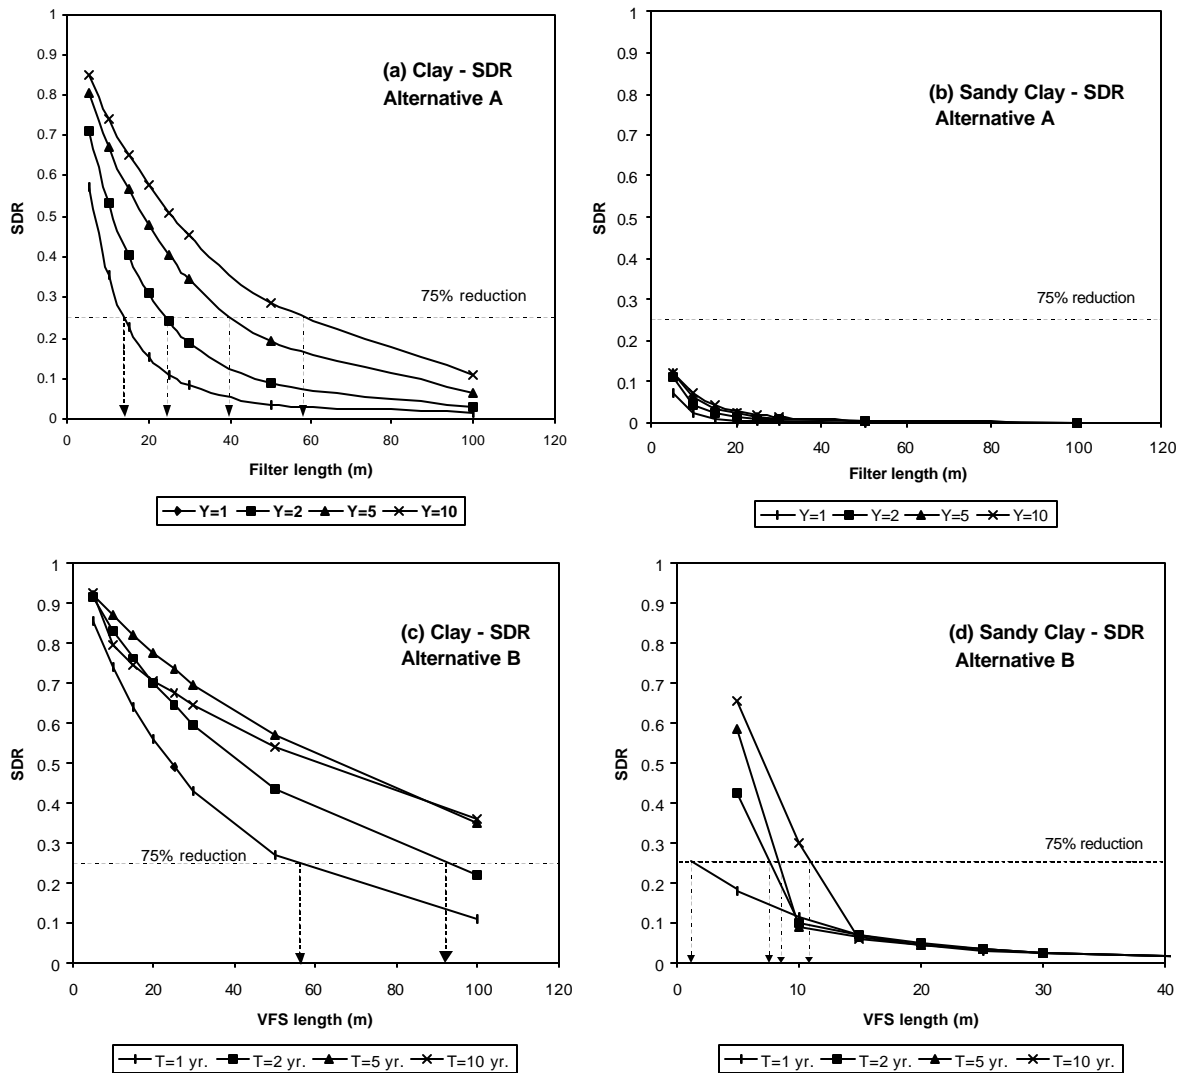 1
0.9
0.8
0.7
0.6
0.5
0.4
0.3
0.2
0.1
0
SDR
(a) Clay - SDR
Alternative A
75% reduction
0 20 40 60 80 100 120
Filter length (m)
Y=1 Y=2 Y=5 Y=10
1
0.9
0.8
0.7
0.6
0.5
0.4
0.3
0.2
0.1
0
SDR
(b) Sandy Clay - SDR
Alternative A
75% reduction
0 20 40 60 80 100 120
Filter length (m)
Y=1 Y=2 Y=5 Y=10
1
0.9
0.8
0.7
0.6
0.5
0.4
0.3
0.2
0.1
0
SDR
(c) Clay - SDR
Alternative B
75% reduction
0 20 40 60 80 100 120
VFS length (m)
T=1 yr. T=2 yr. T=5 yr. T=10 yr.
1
0.9
0.8
0.7
0.6
0.5
0.4
0.3
0.2
0.1
0
SDR
(d) Sandy Clay - SDR
Alternative B
75% reduction
0 10 20 30 40
VFS length (m)
T=1 yr. T=2 yr. T=5 yr. T=10 yr.